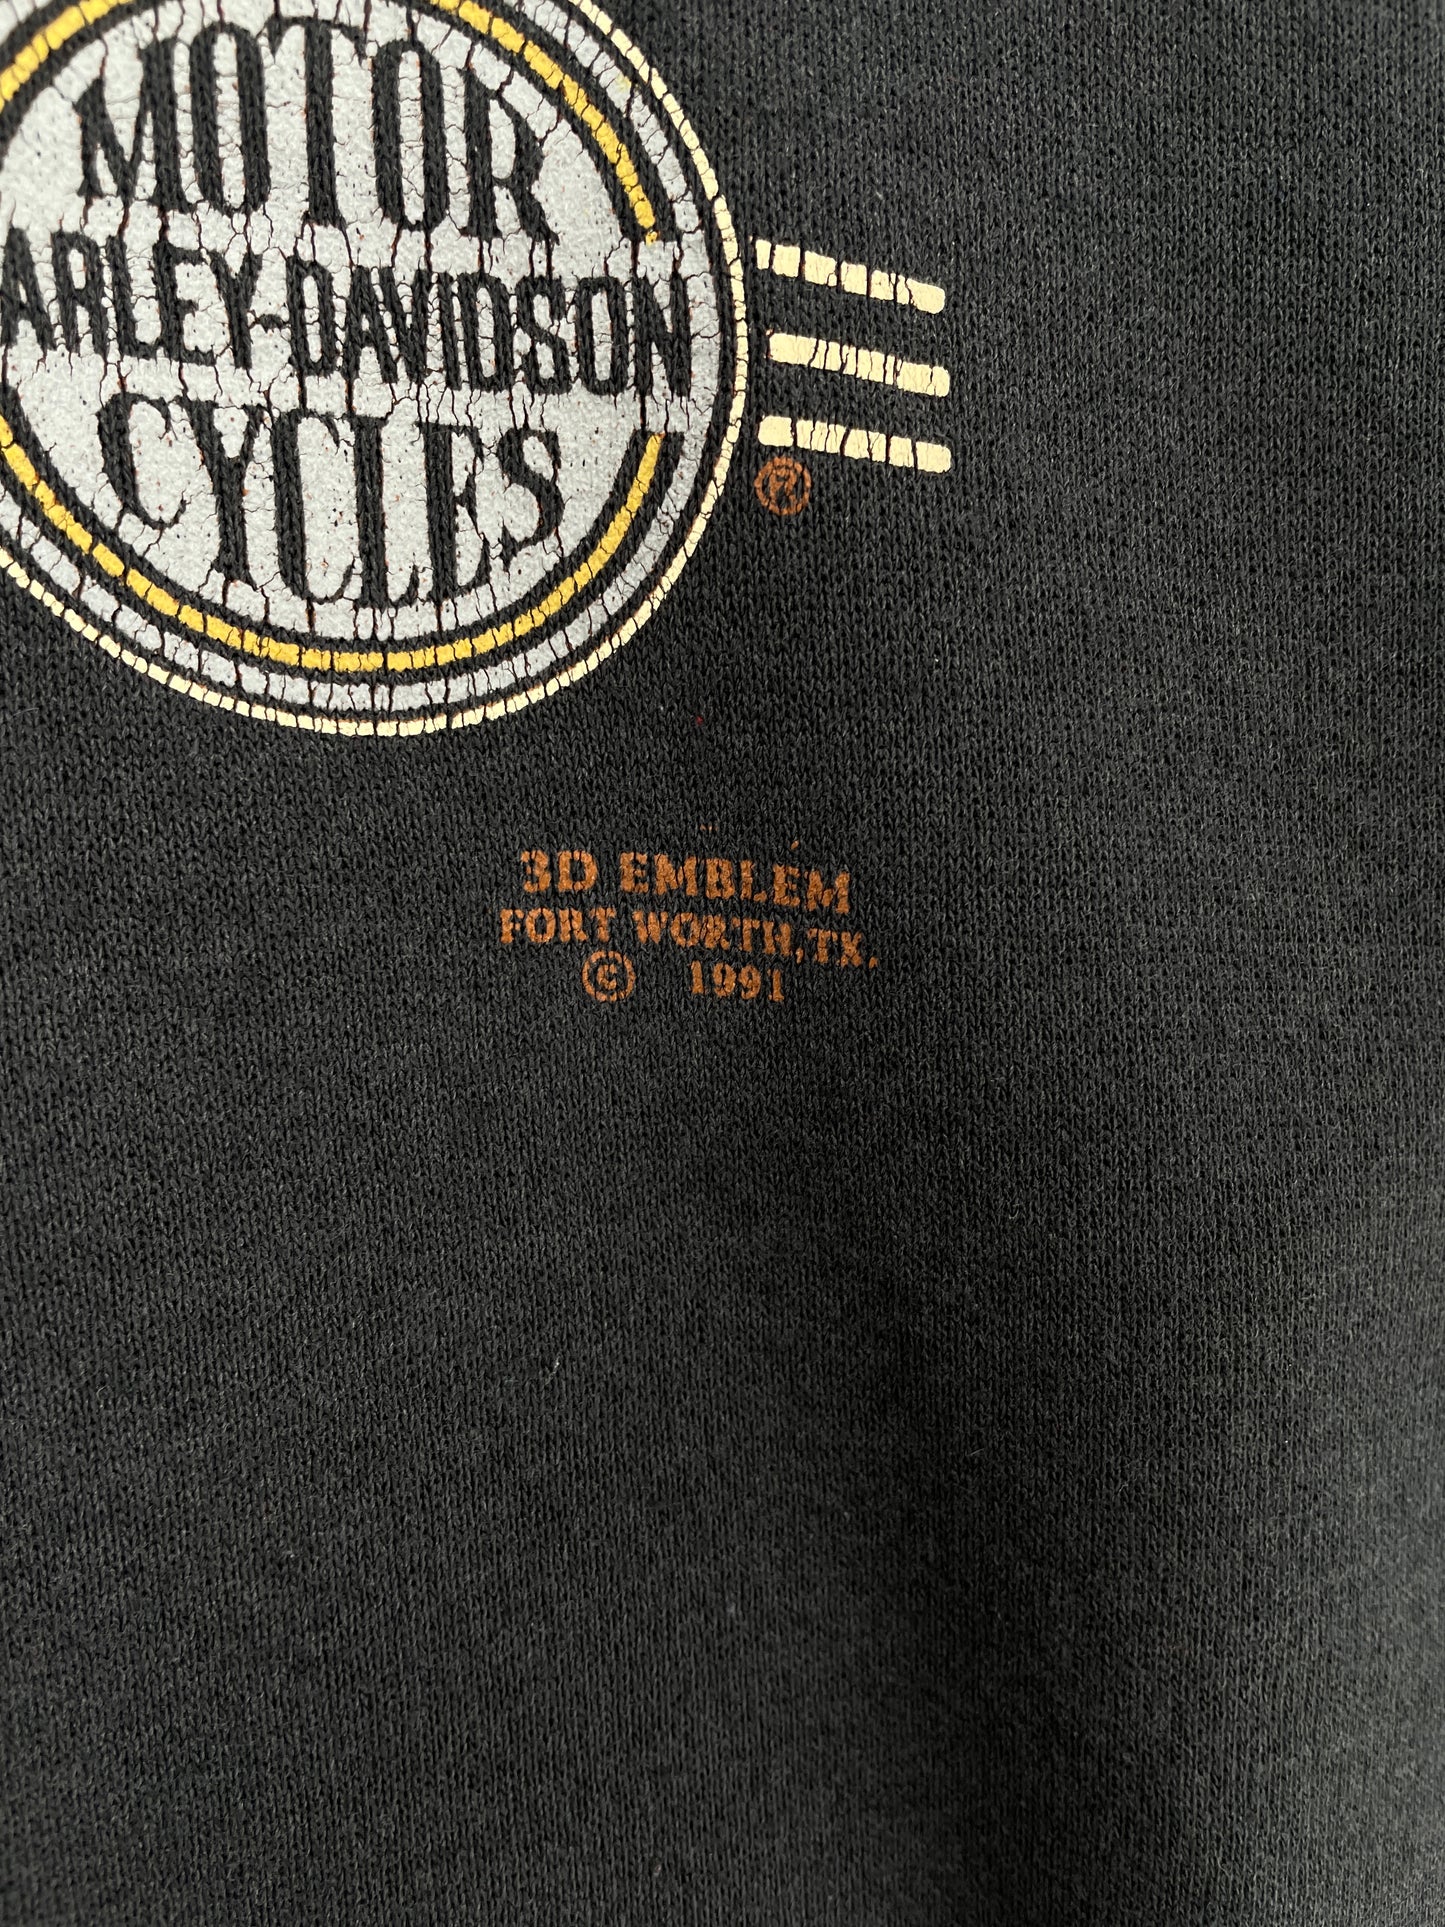 MOTOR
ARLEY-DAVIDSON
CYCLES
®
3D EMBLEM
FORT WORTH, TX.
© 1991